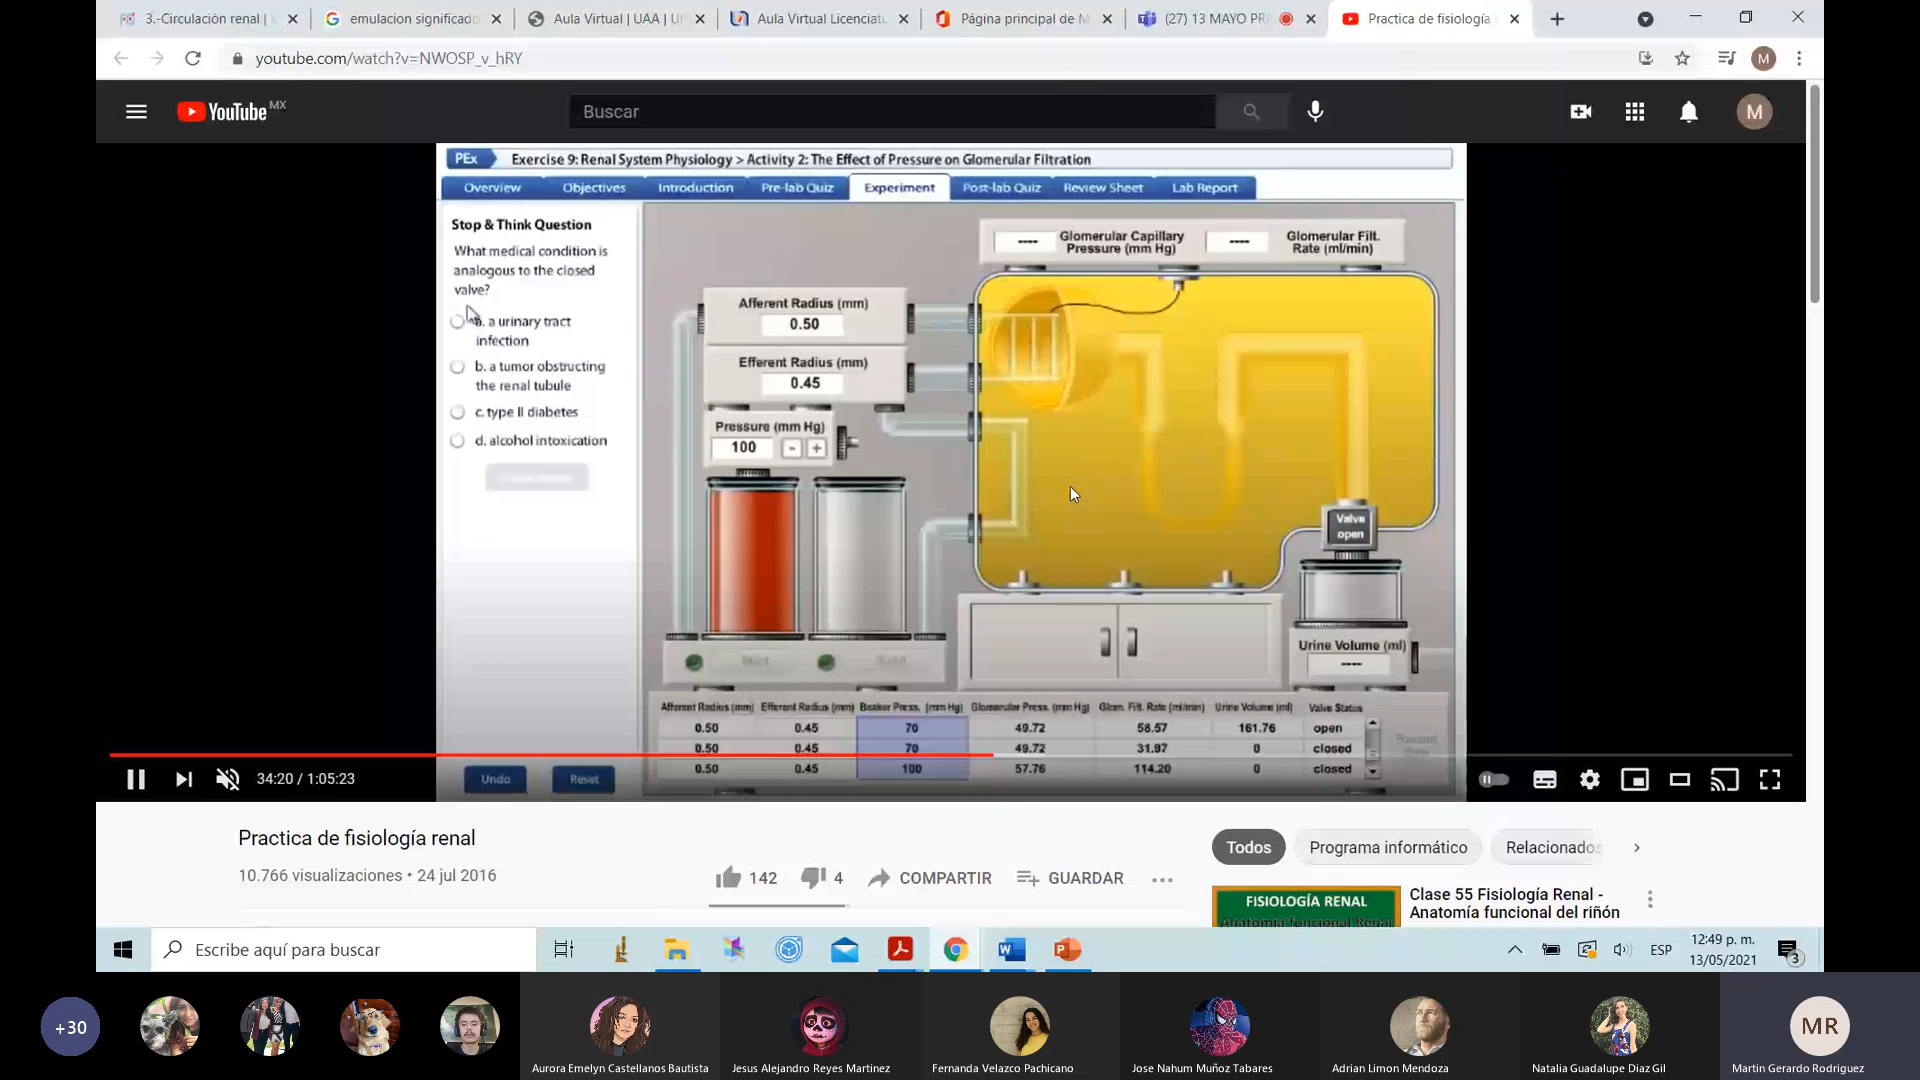 3.-Circulación renal |
emulacion significado
Aula Virtual | UAA | U
Aula Virtual Licenciatu
Página principal de M
(27) 13 MAYO PR
Practica de fisiología
youtube.com/watch?v=NWOSP_v_hRY
M
YouTube MX
Buscar
M
PEx
Exercise 9: Renal System Physiology > Activity 2: The Effect of Pressure on Glomerular Filtration
Overview
Objectives
Introduction
Pre-lab Quiz
Experiment
Post-lab Quiz
Review Sheet
Lab Report
Stop & Think Question
What medical condition is
analogous to the closed
valve?
a. a urinary tract
infection
b. a tumor obstructing
the renal tubule
c. type II diabetes
d. alcohol intoxication
---- Glomerular Capillary
Pressure (mm Hg)
---- Glomerular Filt.
Rate (ml/min)
Afferent Radius (mm)
0.50
Efferent Radius (mm)
0.45
Pressure (mm Hg)
100 - +
Valve
open
Urine Volume (ml)
----
Afferent Radius (mm) Efferent Radius (mm) Beaker Press. (mm Hg) Glomerular Press. (mm Hg) Glom. Filt. Rate (ml/min) Urine Volume (ml) Valve Status
0.50 0.45 70 49.72 58.57 161.76 open
0.50 0.45 70 49.72 31.97 0 closed
0.50 0.45 100 57.76 114.20 0 closed
Undo
Reset
34:20 / 1:05:23
Practica de fisiología renal
10.766 visualizaciones • 24 jul 2016
142
4
COMPARTIR
GUARDAR
Todos
Programa informático
Relacionados
FISIOLOGÍA RENAL
Anatomía funcional Renal
Clase 55 Fisiología Renal -
Anatomía funcional del riñón
Escribe aquí para buscar
ESP
12:49 p. m.
13/05/2021
3
+30
Aurora Emelyn Castellanos Bautista
Jesus Alejandro Reyes Martinez
Fernanda Velazco Pachicano
Jose Nahum Muñoz Tabares
Adrian Limon Mendoza
Natalia Guadalupe Diaz Gil
MR
Martin Gerardo Rodriguez